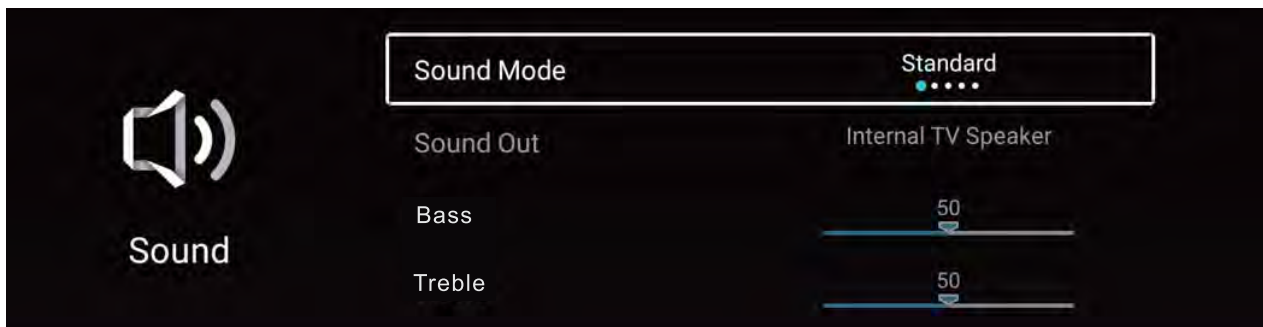 Sound
Sound Mode
Standard
Sound Out
Internal TV Speaker
Bass
50
Treble
50